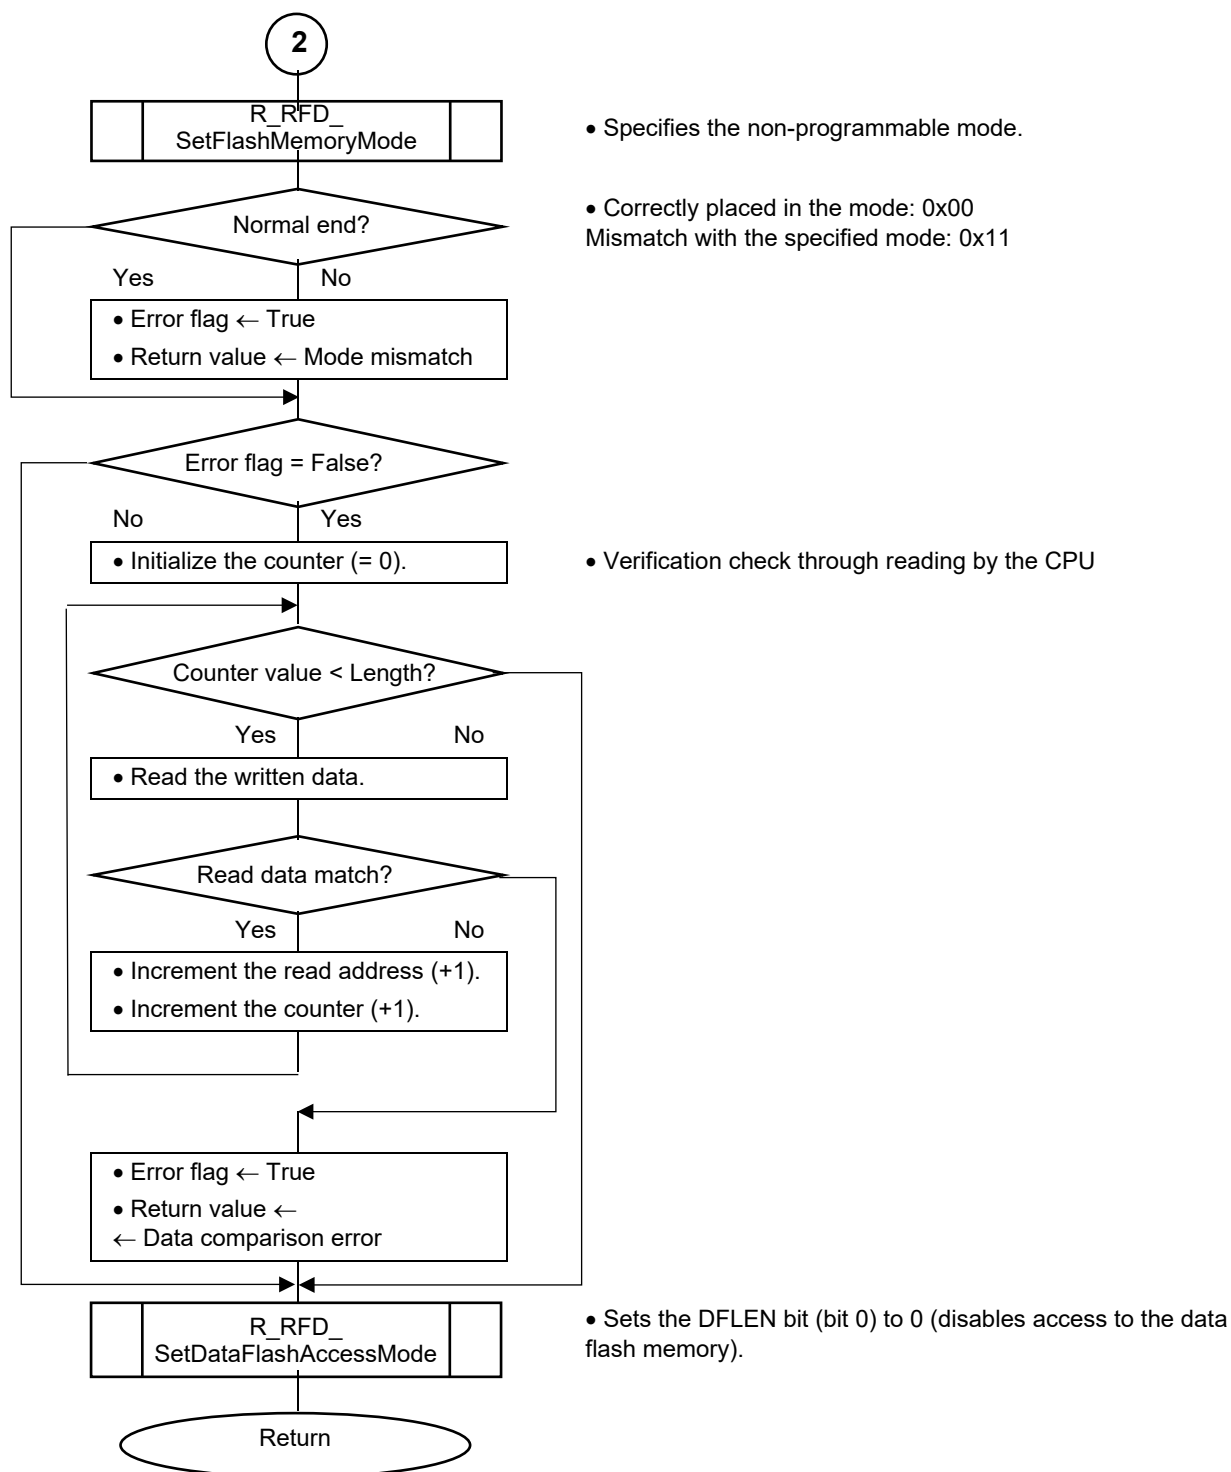 2
R_RFD_
SetFlashMemoryMode
• Specifies the non-programmable mode.
Normal end?
• Correctly placed in the mode: 0x00
Mismatch with the specified mode: 0x11
Yes No
• Error flag ← True
• Return value ← Mode mismatch
Error flag = False?
No Yes
• Initialize the counter (= 0).
• Verification check through reading by the CPU
Counter value < Length?
Yes No
• Read the written data.
Read data match?
Yes No
• Increment the read address (+1).
• Increment the counter (+1).
• Error flag ← True
• Return value ←
← Data comparison error
R_RFD_
SetDataFlashAccessMode
• Sets the DFLEN bit (bit 0) to 0 (disables access to the data
flash memory).
Return